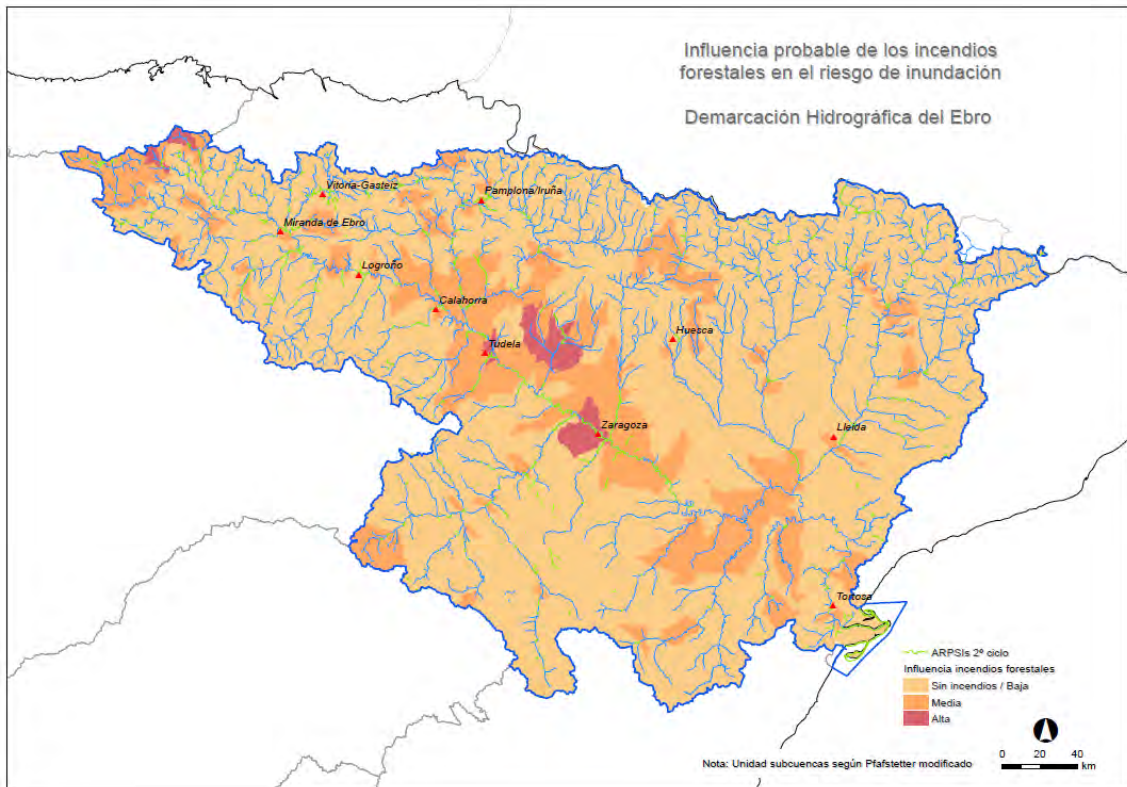 Influencia probable de los incendios
forestales en el riesgo de inundación
Demarcación Hidrográfica del Ebro
Vitoria-Gasteiz
Pamplona/Iruña
Miranda de Ebro
Logroño
Calahorra
Huesca
Tudela
Zaragoza
Lleida
Tortosa
ARPSIs 2º ciclo
Influencia incendios forestales
Sin incendios / Baja
Media
Alta
Nota: Unidad subcuencas según Pfafstetter modificado
0 20 40
km